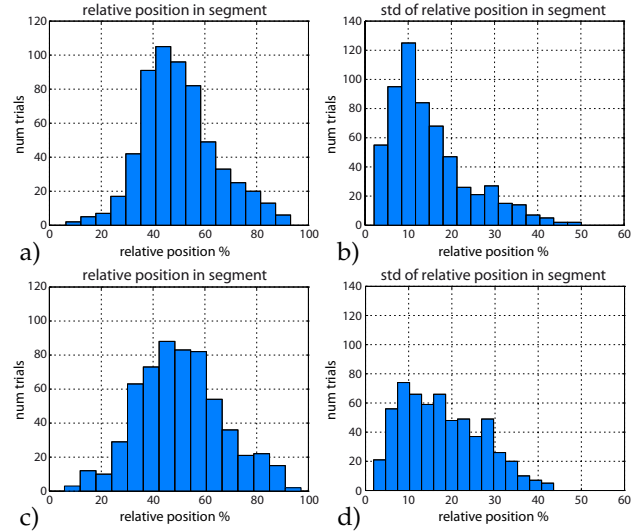 relative position in segment
120
100
80
60
40
20
0
num trials
0 20 40 60 80 100
relative position %
a)
std of relative position in segment
140
120
100
80
60
40
20
0
num trials
0 10 20 30 40 50 60
relative position %
b)
relative position in segment
120
100
80
60
40
20
0
num trials
0 20 40 60 80 100
relative position %
c)
std of relative position in segment
140
120
100
80
60
40
20
0
num trials
0 10 20 30 40 50 60
relative position %
d)